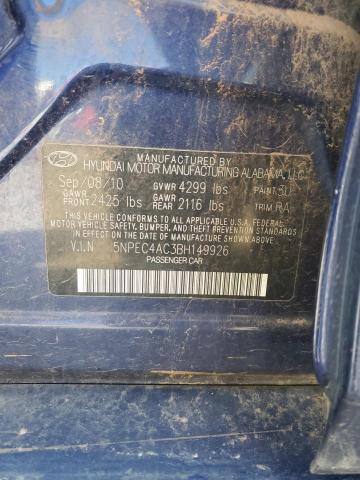 MANUFACTURED BY
HYUNDAI MOTOR MANUFACTURING ALABAMA, LLC
Sep/08/10 GVWR 4299 lbs PAINT 5U
GAWR FRONT 2425 lbs GAWR REAR 2116 lbs TRIM RA
THIS VEHICLE CONFORMS TO ALL APPLICABLE U.S.A. FEDERAL
MOTOR VEHICLE SAFETY, BUMPER, AND THEFT PREVENTION
STANDARDS IN EFFECT ON THE DATE OF MANUFACTURE SHOWN ABOVE.
V.I.N 5NPEC4AC3BH149926
PASSENGER CAR